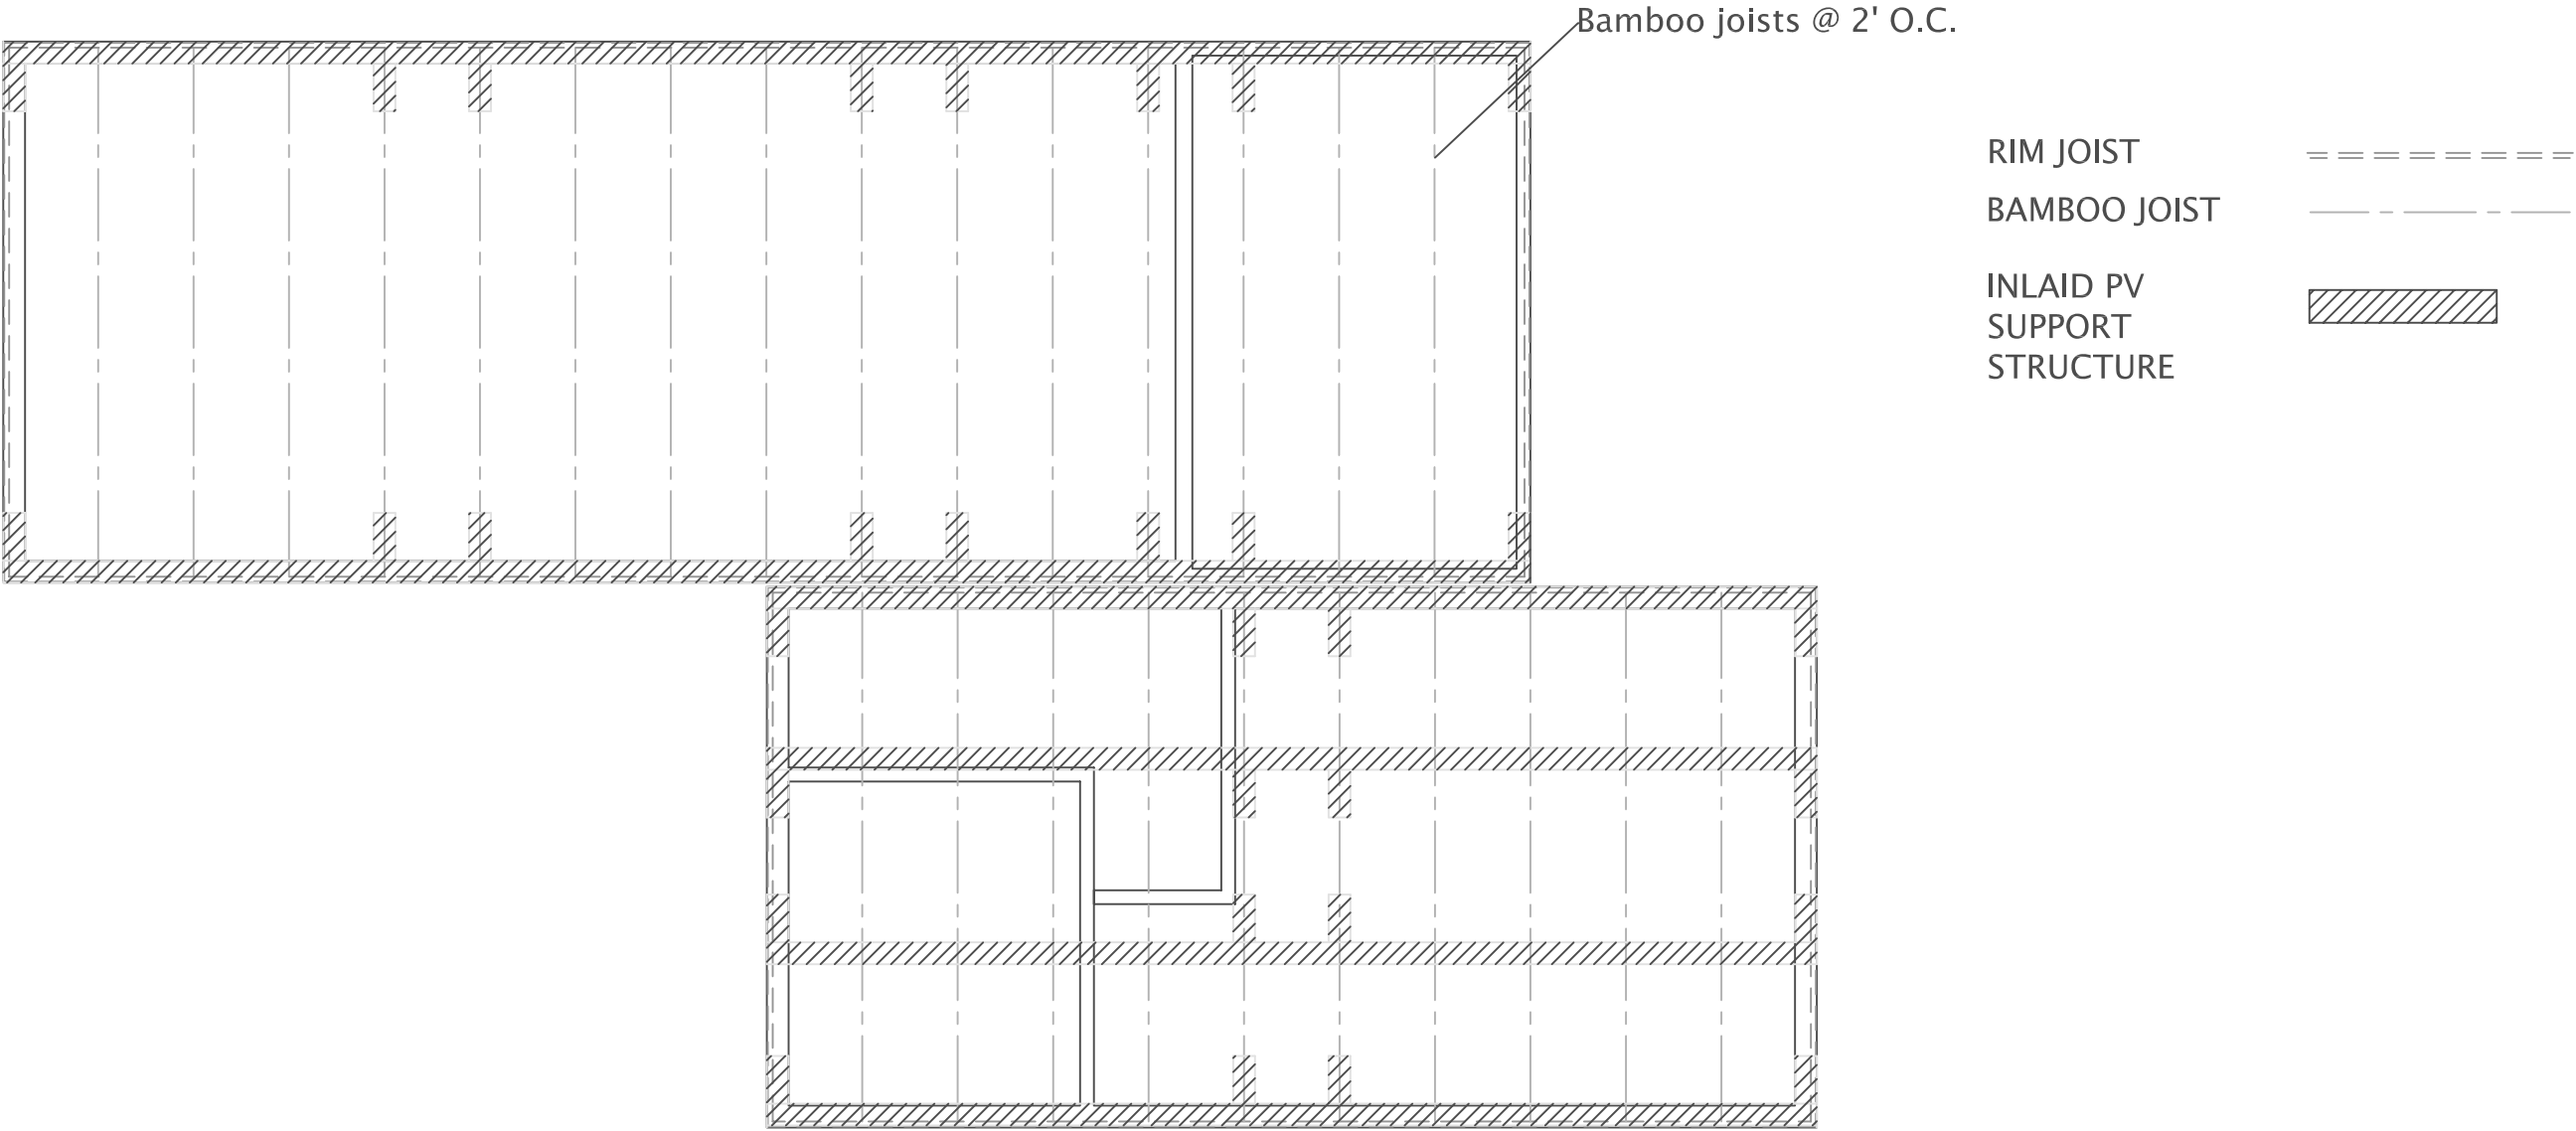 Bamboo joists @ 2' O.C.
RIM JOIST
BAMBOO JOIST
INLAID PV
SUPPORT
STRUCTURE